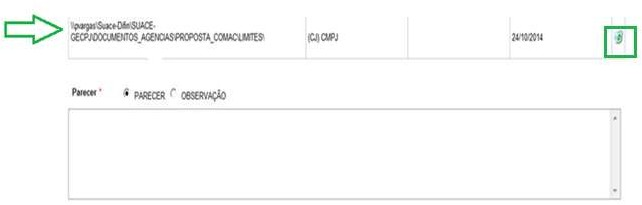 \\pvargas\Suace-Difin\SUACE-
GECPJ\DOCUMENTOS_AGENCIAS\PROPOSTA_COMAC\LIMITES\ (CJ) CMPJ 24/10/2014
Parecer * PARECER OBSERVAÇÃO